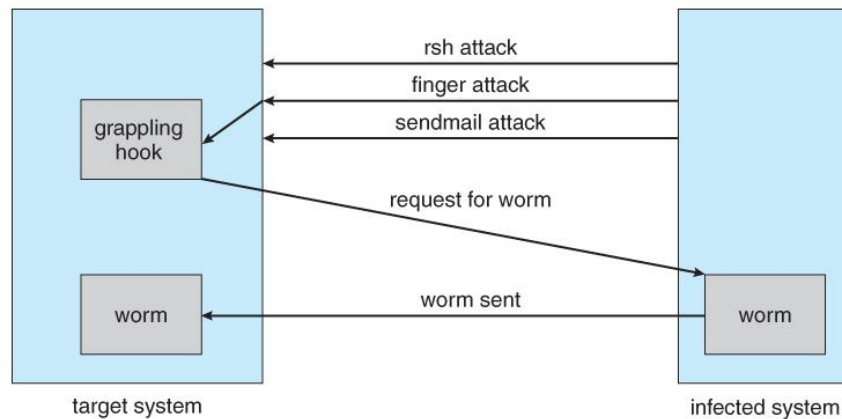 rsh attack
finger attack
sendmail attack
grappling
hook
request for worm
worm
worm sent
worm
target system
infected system